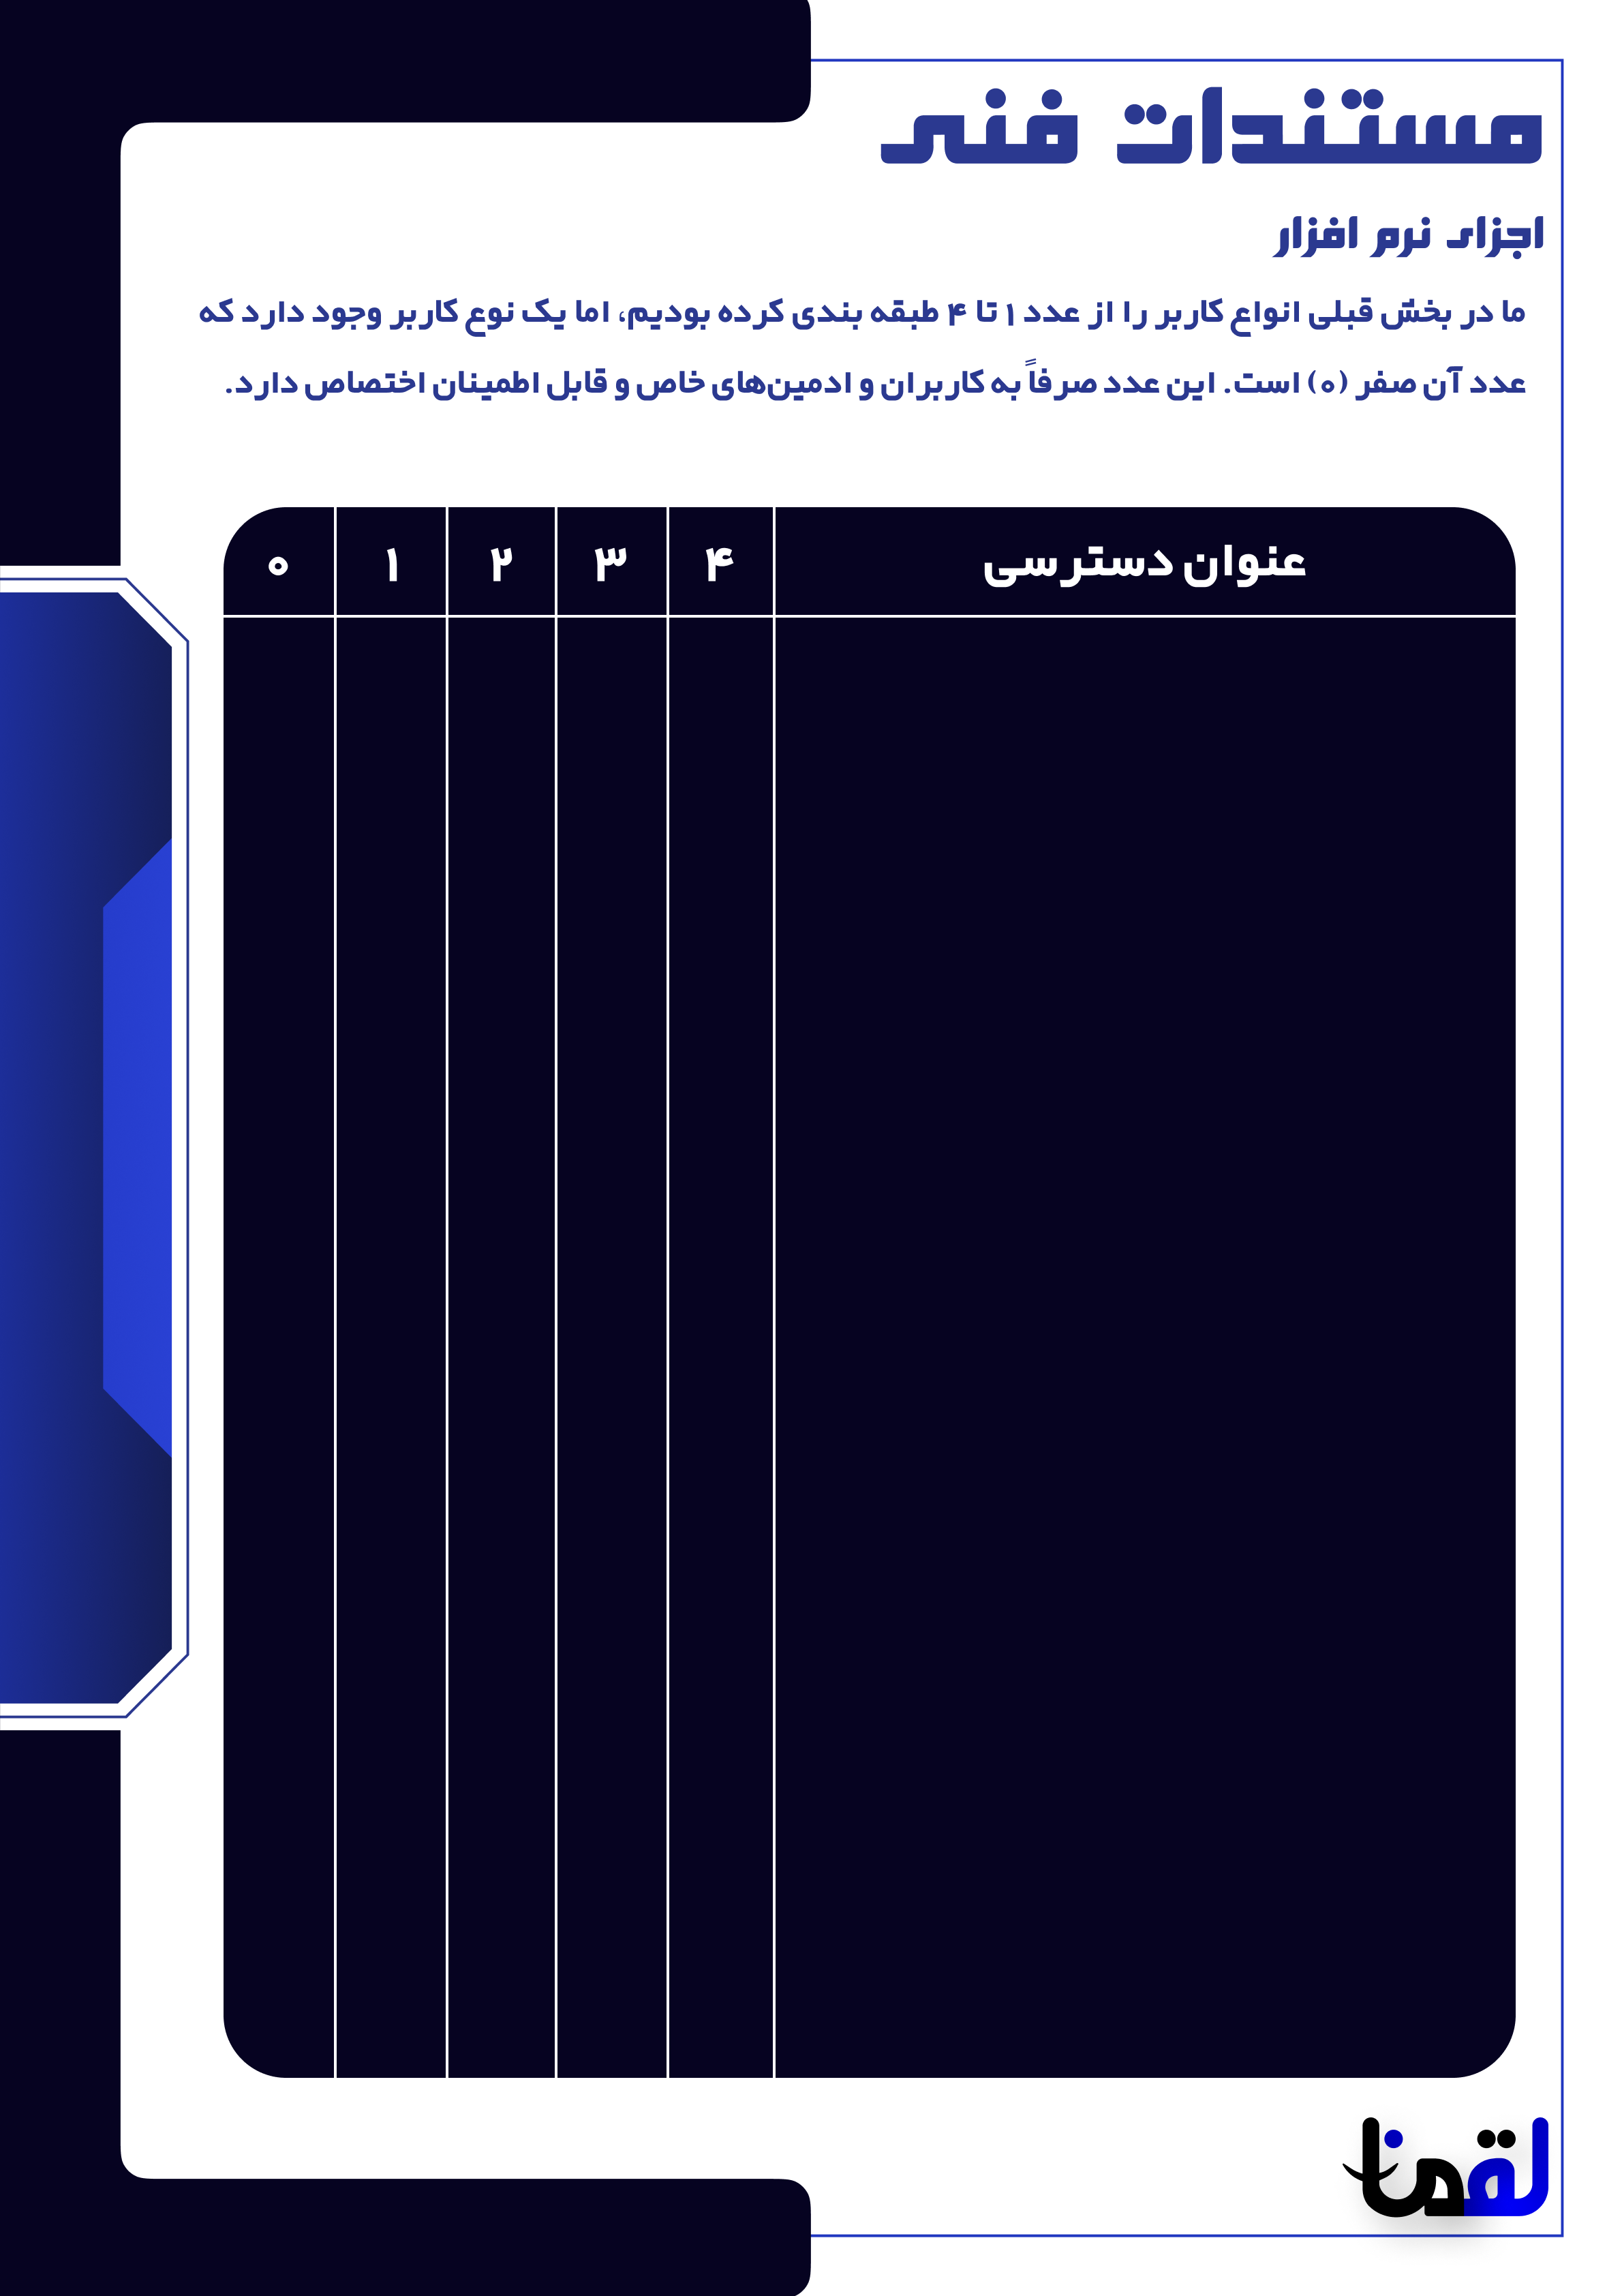 مستندات فنی
اجزای نرم افزار
ما در بخش قبلی انواع کاربر را از عدد ۱ تا ۴ طبقه بندی کرده بودیم، اما یک نوع کاربر وجود دارد که
عدد آن صفر (۰) است. این عدد صرفاً به کاربران و ادمین‌های خاص و قابل اطمینان اختصاص دارد.
عنوان دسترسی ۴ ۳ ۲ ۱ ۰
لقمان